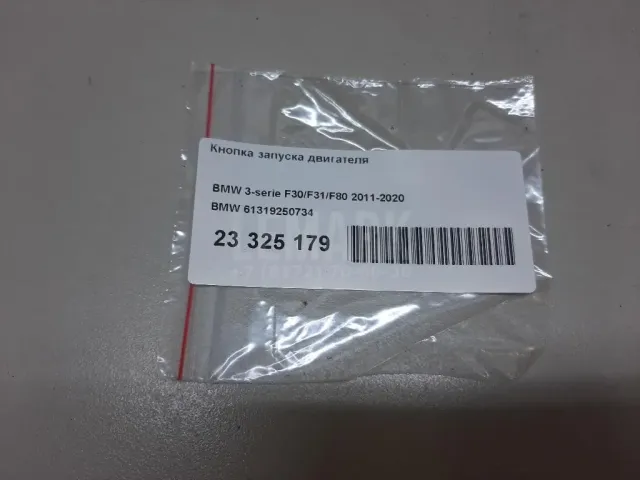 Кнопка запуска двигателя
BMW 3-serie F30/F31/F80 2011-2020
BMW 61319250734
23 325 179